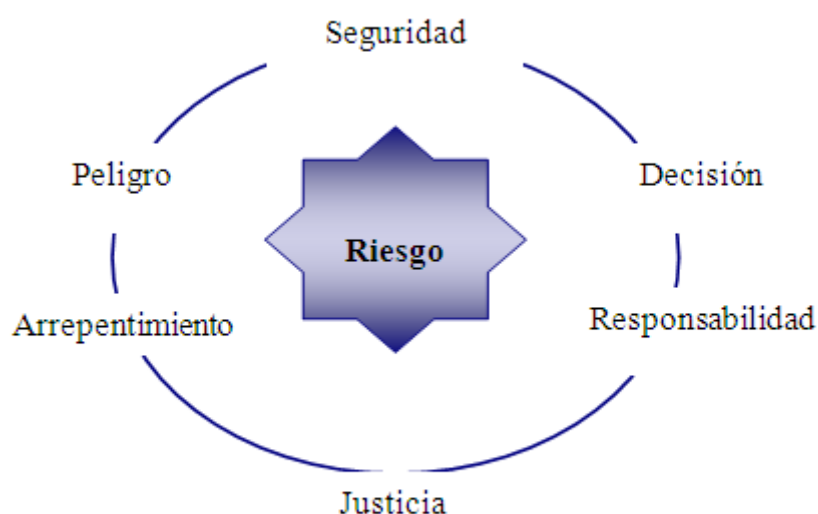 Seguridad
Peligro
Decisión
Riesgo
Arrepentimiento
Responsabilidad
Justicia